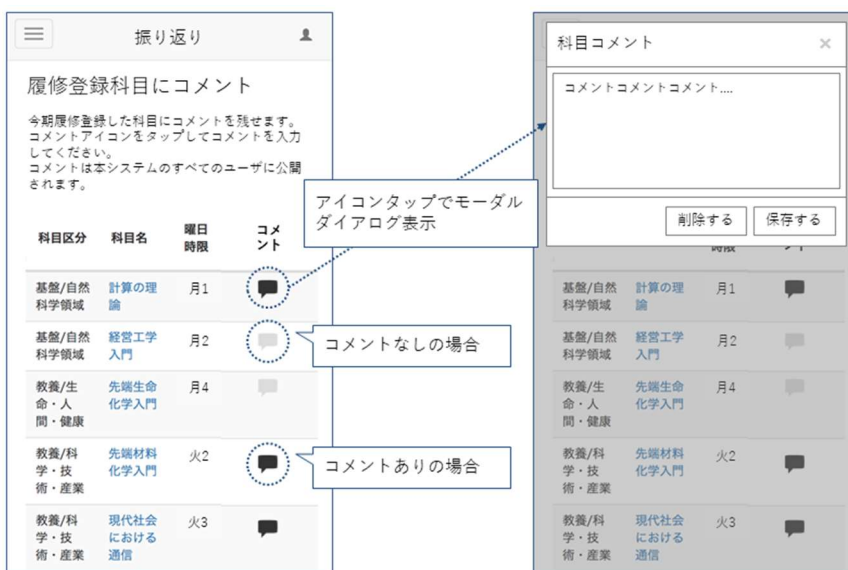 振り返り
履修登録科目にコメント
今期履修登録した科目にコメントを残せます。
コメントアイコンをタップしてコメントを入力
してください。
コメントは本システムのすべてのユーザに公開
されます。
科目区分 科目名 曜日 時限 コメント
基盤/自然 計算の理 月1
科学領域 論
基盤/自然 経営工学 月2
科学領域 入門
教養/生 先端生命 月4
命・人 化学入門
間・健康
教養/科 先端材料 火2
学・技 化学入門
術・産業
教養/科 現代社会 火3
学・技 における
術・産業 通信
アイコンタップでモーダル
ダイアログ表示
コメントなしの場合
コメントありの場合
科目コメント ×
コメントコメントコメント....
削除する 保存する
基盤/自然 計算の理 月1
科学領域 論
基盤/自然 経営工学 月2
科学領域 入門
教養/生 先端生命 月4
命・人 化学入門
間・健康
教養/科 先端材料 火2
学・技 化学入門
術・産業
教養/科 現代社会 火3
学・技 における
術・産業 通信